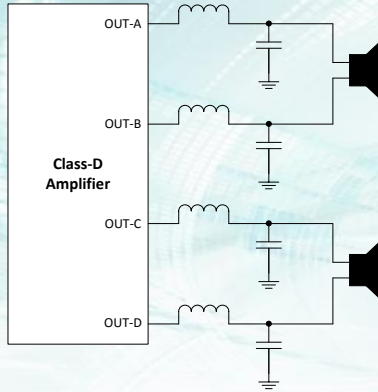 OUT-A
OUT-B
Class-D
Amplifier
OUT-C
OUT-D